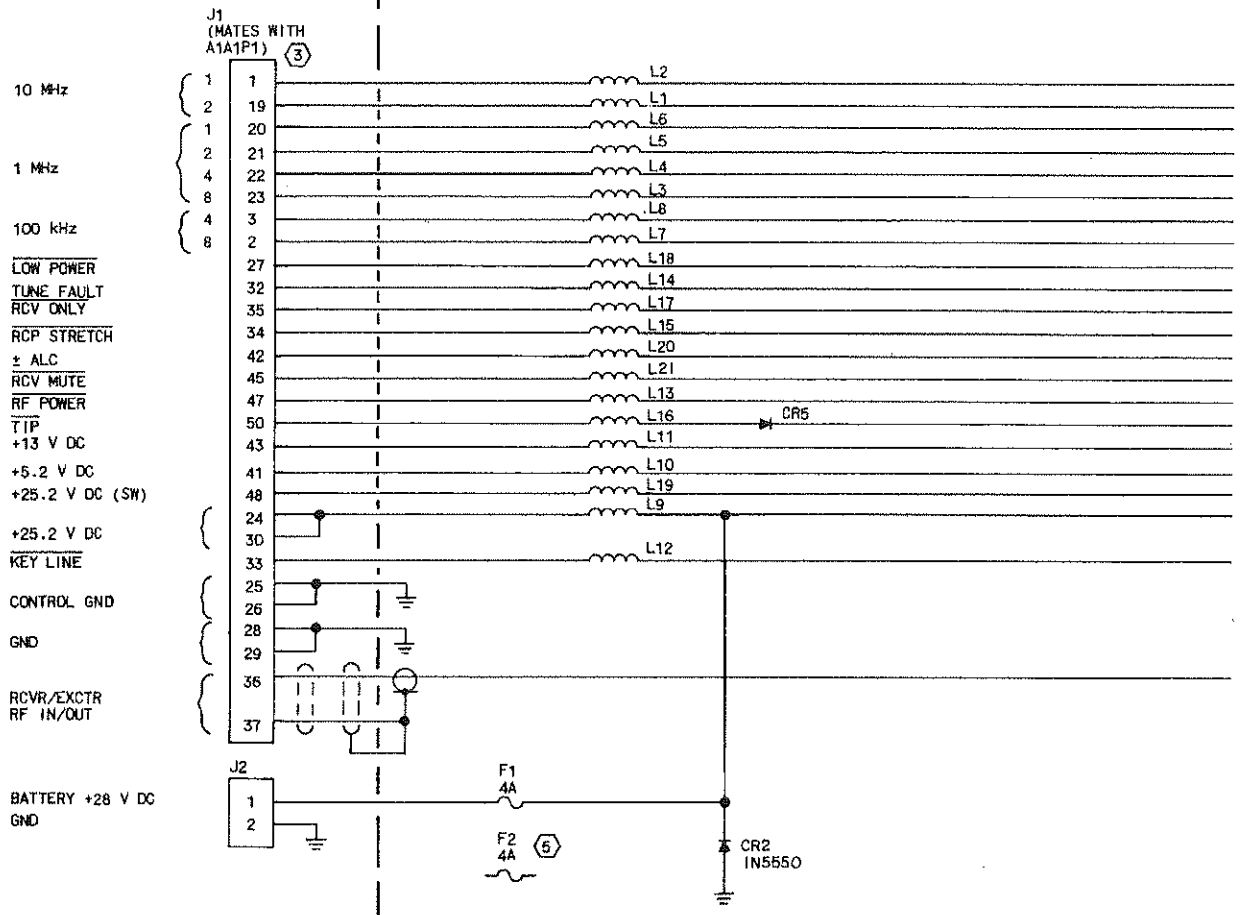 J1
(MATES WITH
A1A1P1)
3
10 MHz
1 1 L2
2 19 L1
1 MHz
1 20 L6
2 21 L5
4 22 L4
8 23 L3
100 kHz
4 3 L8
8 2 L7
LOW POWER 27 L18
TUNE FAULT 32 L14
RCV ONLY 35 L17
RCP STRETCH 34 L15
± ALC 42 L20
RCV MUTE 45 L21
RF POWER 47 L13
TIP 50 L16 CR5
+13 V DC 43 L11
+5.2 V DC 41 L10
+25.2 V DC (SW) 48 L19
+25.2 V DC
24 L9
30
KEY LINE 33 L12
CONTROL GND
25
26
GND
28
29
RCVR/EXCTR
RF IN/OUT
36
37
J2
BATTERY +28 V DC 1
GND 2
F1
4A
F2
4A
5
CR2
IN5550